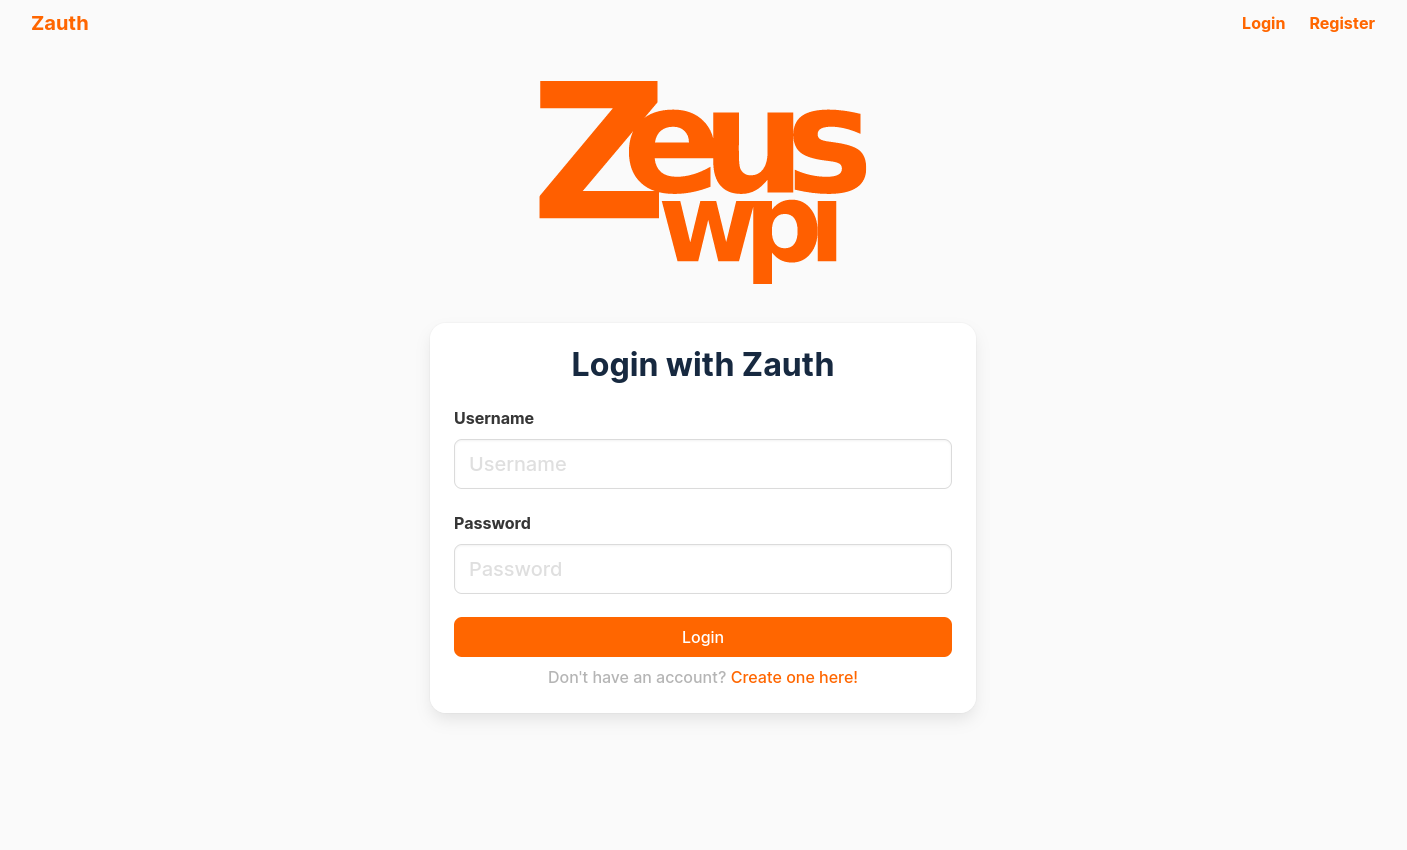 Zauth
Login
Register
Zeus
wpi
Login with Zauth
Username
Username
Password
Password
Login
Don't have an account? Create one here!